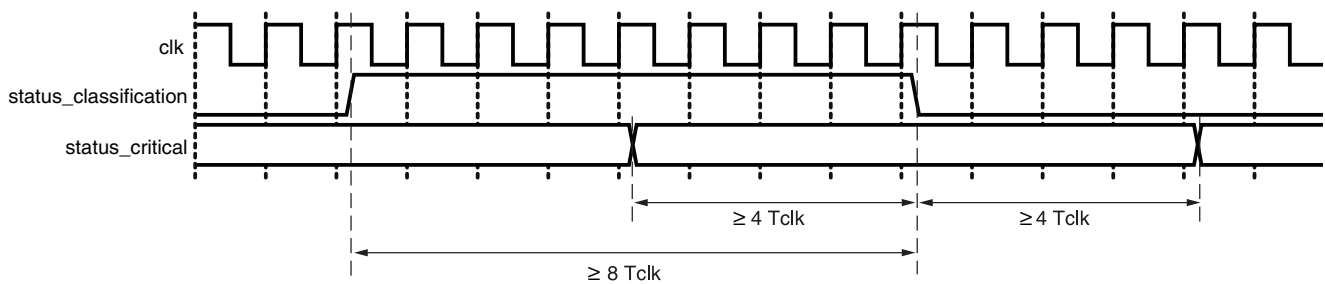 clk
status_classification
status_critical
≥ 4 Tclk
≥ 4 Tclk
≥ 8 Tclk